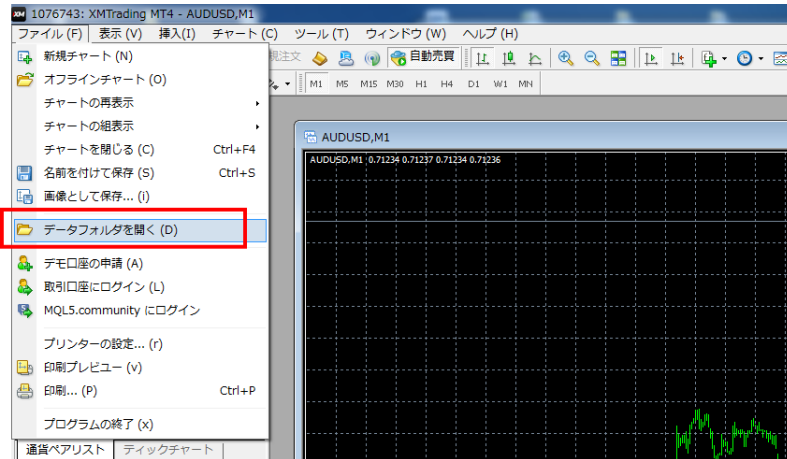 1076743: XMTrading MT4 - AUDUSD,M1
ファイル (F) 表示 (V) 挿入(I) チャート (C) ツール (T) ウィンドウ (W) ヘルプ (H)
新規チャート (N)
注文 自動売買
オフラインチャート (O)
M1 M5 M15 M30 H1 H4 D1 W1 MN
チャートの再表示
チャートの組表示
AUDUSD,M1
チャートを閉じる (C) Ctrl+F4
AUDUSD,M1 0.71234 0.71237 0.71234 0.71236
名前を付けて保存 (S) Ctrl+S
画像として保存... (i)
データフォルダを開く (D)
デモ口座の申請 (A)
取引口座にログイン (L)
MQL5.community にログイン
プリンターの設定... (r)
印刷プレビュー (v)
印刷... (P) Ctrl+P
プログラムの終了 (x)
通貨ペアリスト ティックチャート